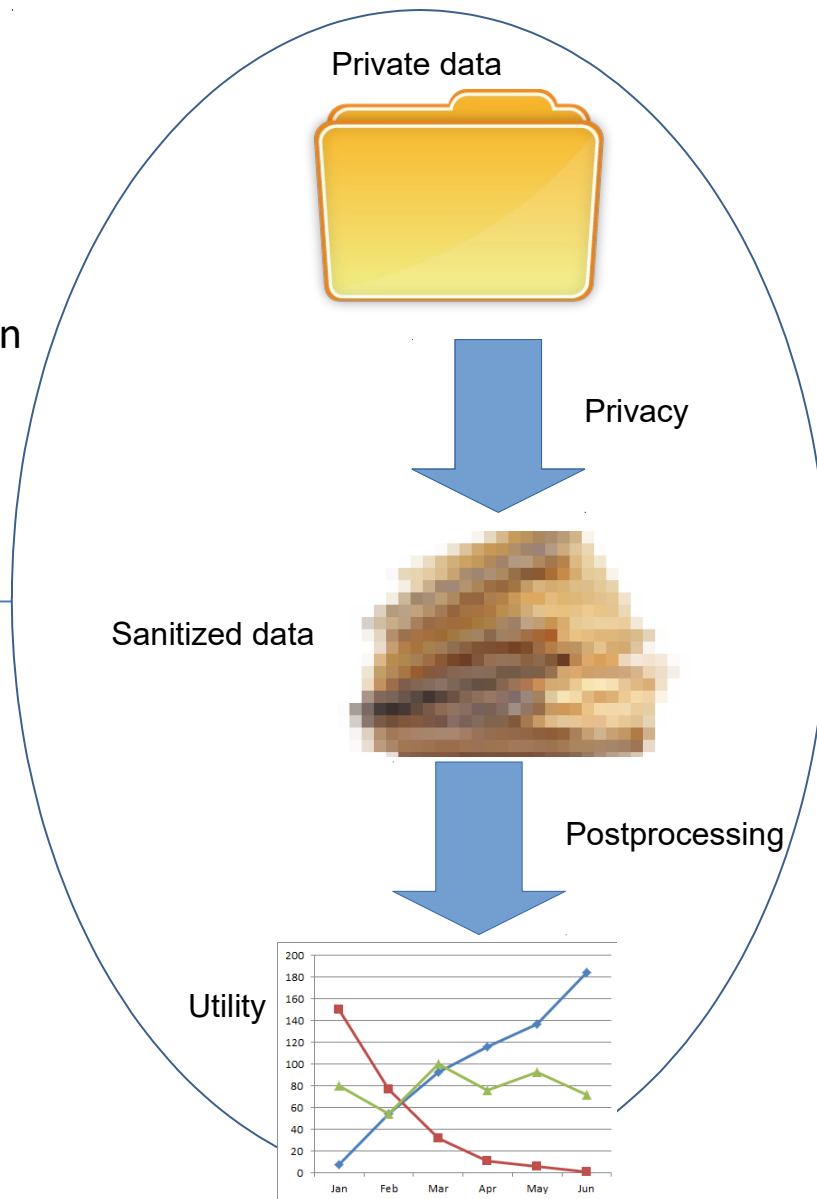 Private data
n
Privacy
Sanitized data
Postprocessing
Utility
200
180
160
140
120
100
80
60
40
20
0
Jan Feb Mar Apr May Jun